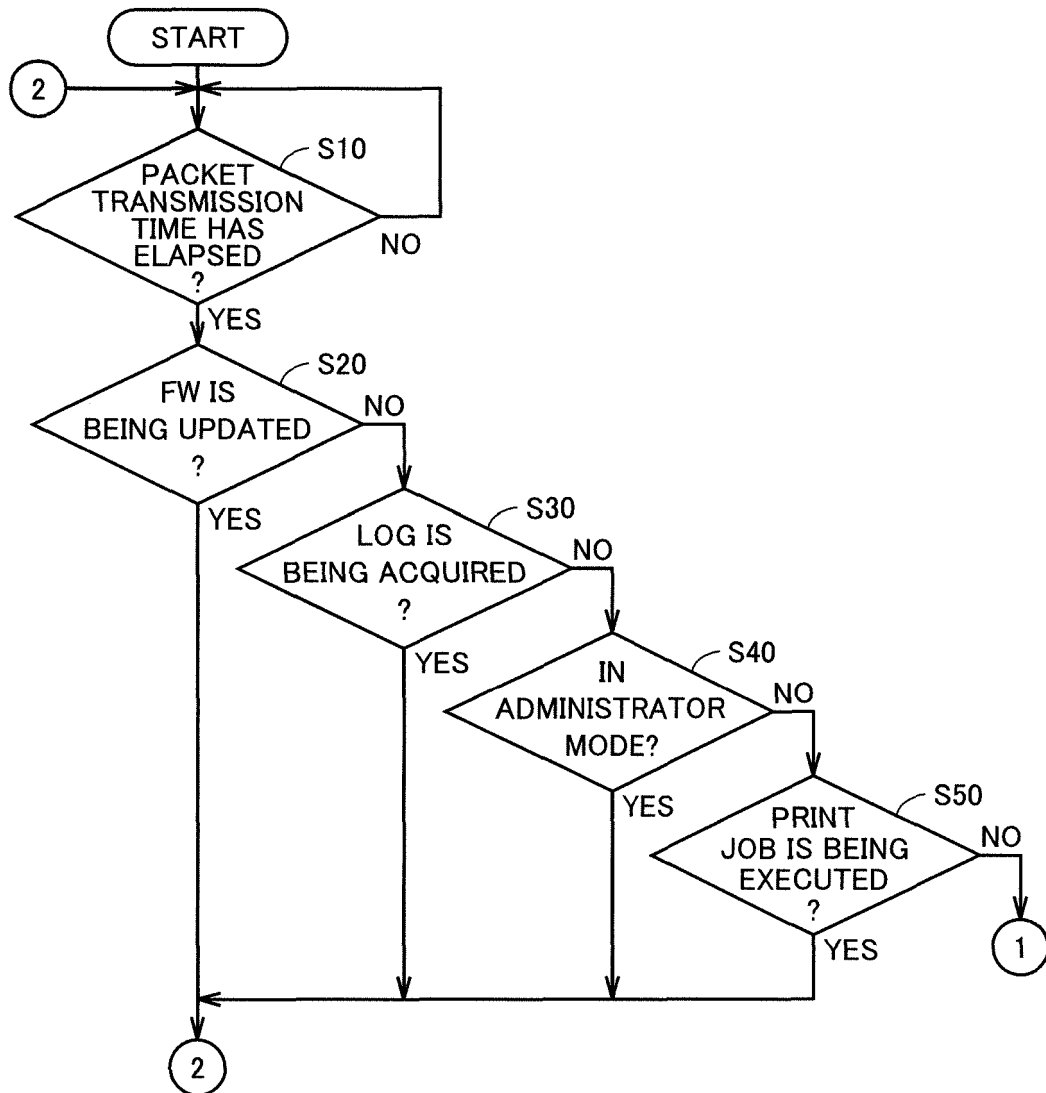 START
2
S10
PACKET
TRANSMISSION
TIME HAS
ELAPSED
?
NO
YES
S20
FW IS
BEING UPDATED
?
NO
YES
S30
LOG IS
BEING ACQUIRED
?
NO
YES
S40
IN
ADMINISTRATOR
MODE?
NO
YES
S50
PRINT
JOB IS BEING
EXECUTED
?
NO
YES
1
2